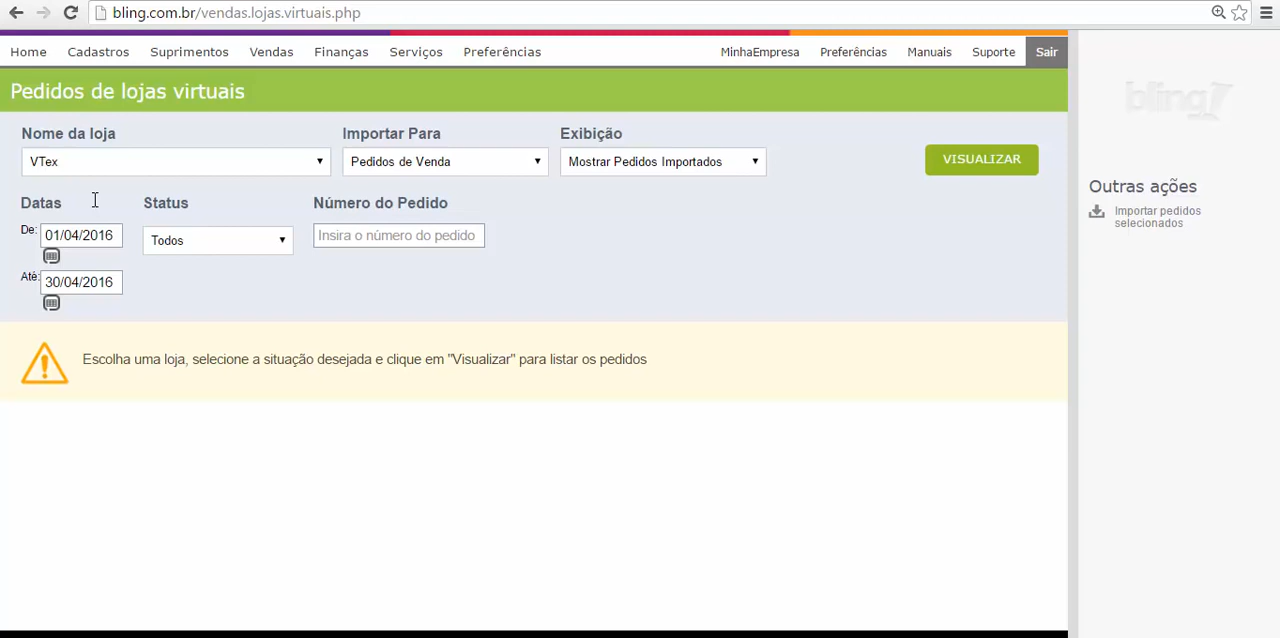 bling.com.br/vendas.lojas.virtuais.php
Home Cadastros Suprimentos Vendas Finanças Serviços Preferências MinhaEmpresa Preferências Manuais Suporte Sair
Pedidos de lojas virtuais
bling
Nome da loja Importar Para Exibição
VTex Pedidos de Venda Mostrar Pedidos Importados VISUALIZAR
Outras ações
Importar pedidos
selecionados
Datas Status Número do Pedido
De: 01/04/2016 Todos Insira o número do pedido
Até: 30/04/2016
Escolha uma loja, selecione a situação desejada e clique em "Visualizar" para listar os pedidos